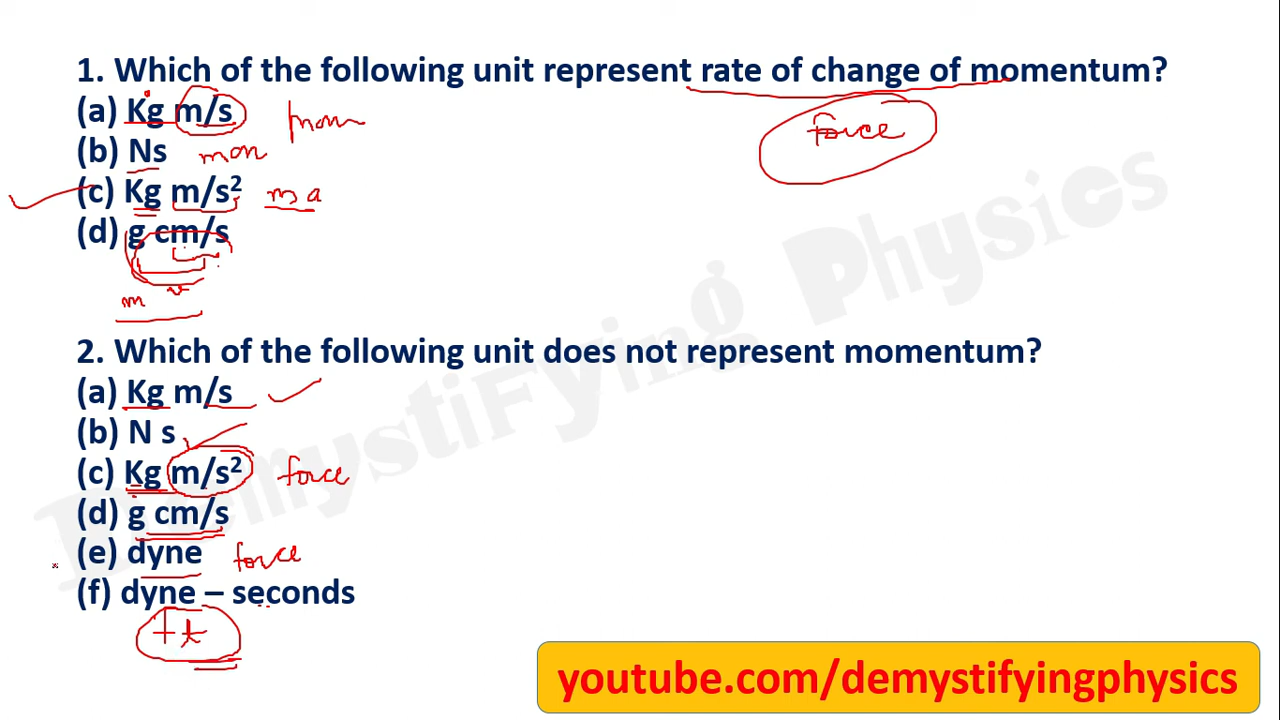 1. Which of the following unit represent rate of change of momentum?
(a) Kg m/s mom
force
(b) Ns mom
(c) Kg m/s² m a
(d) g cm/s
m v
2. Which of the following unit does not represent momentum?
(a) Kg m/s
(b) N s
(c) Kg m/s² force
(d) g cm/s
(e) dyne force
(f) dyne – seconds
f t
youtube.com/demystifyingphysics
DemystiFying Physics